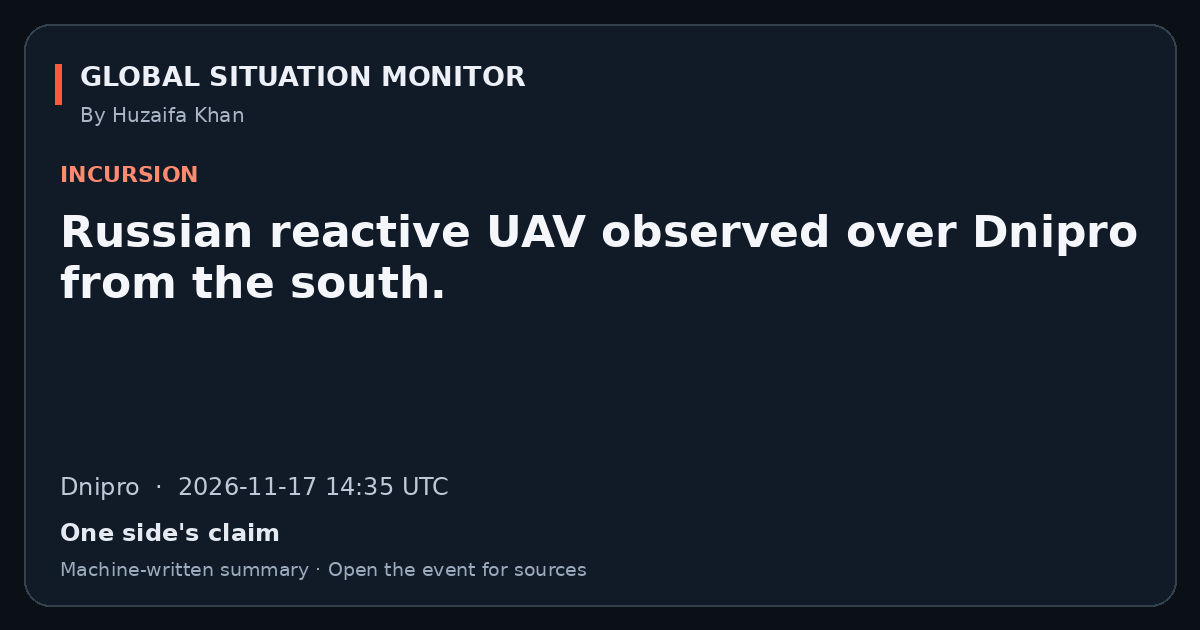 GLOBAL SITUATION MONITOR
By Huzaifa Khan
INCURSION
Russian reactive UAV observed over Dnipro
from the south.
Dnipro · 2026-11-17 14:35 UTC
One side's claim
Machine-written summary · Open the event for sources